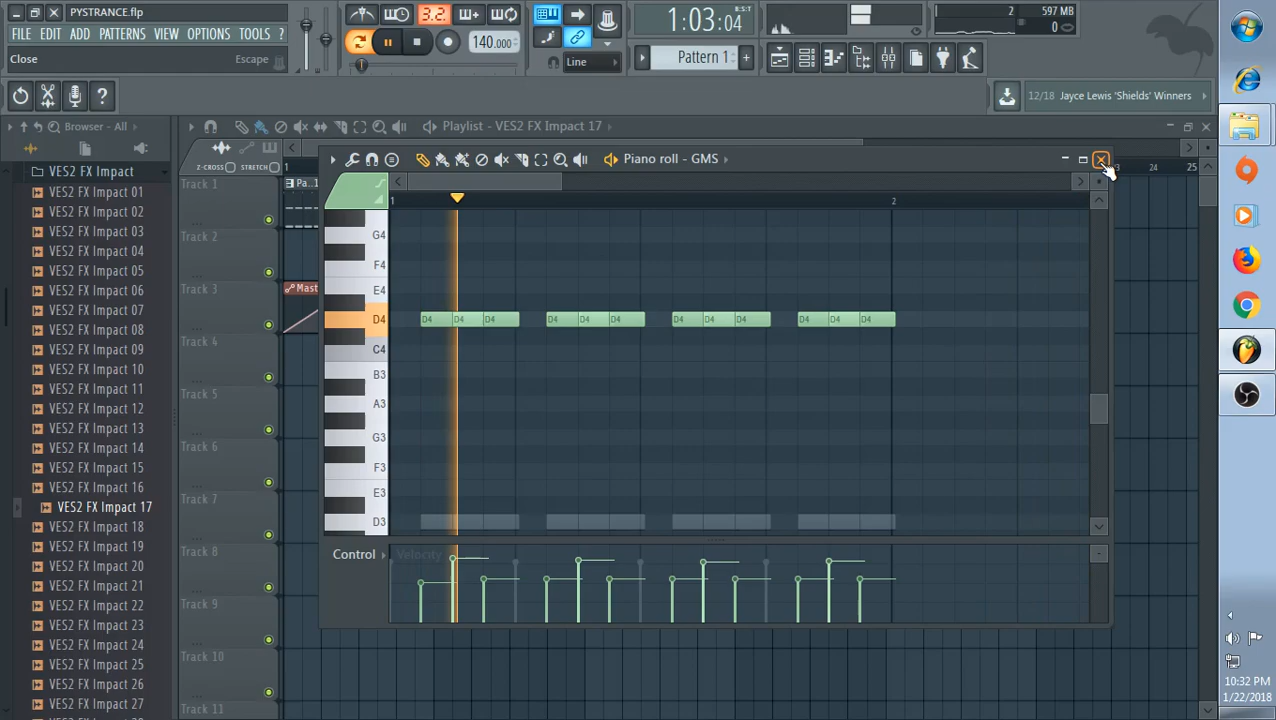 PYSTRANCE.flp
FILE EDIT ADD PATTERNS VIEW OPTIONS TOOLS ?
Close Escape
3.2
140.000
1:03:04 B:S:T
Line
Pattern 1
2 597 MB
0
12/18 Jayce Lewis 'Shields' Winners
Browser - All
Playlist - VES2 FX Impact 17
Z-CROSS STRETCH
1
24 25
VES2 FX Impact
VES2 FX Impact 01
VES2 FX Impact 02
VES2 FX Impact 03
VES2 FX Impact 04
VES2 FX Impact 05
VES2 FX Impact 06
VES2 FX Impact 07
VES2 FX Impact 08
VES2 FX Impact 09
VES2 FX Impact 10
VES2 FX Impact 11
VES2 FX Impact 12
VES2 FX Impact 13
VES2 FX Impact 14
VES2 FX Impact 15
VES2 FX Impact 16
VES2 FX Impact 17
VES2 FX Impact 18
VES2 FX Impact 19
VES2 FX Impact 20
VES2 FX Impact 21
VES2 FX Impact 22
VES2 FX Impact 23
VES2 FX Impact 24
VES2 FX Impact 25
VES2 FX Impact 26
VES2 FX Impact 27
Track 1
Track 2
Track 3
Track 4
Track 5
Track 6
Track 7
Track 8
Track 9
Track 10
Track 11
Pa...1
Mast
Piano roll - GMS
1 2
G4
F4
E4
D4 D4 D4 D4 D4 D4 D4 D4 D4 D4 D4 D4 D4
C4
B3
A3
G3
F3
E3
D3
Control Velocity
10:32 PM
1/22/2018